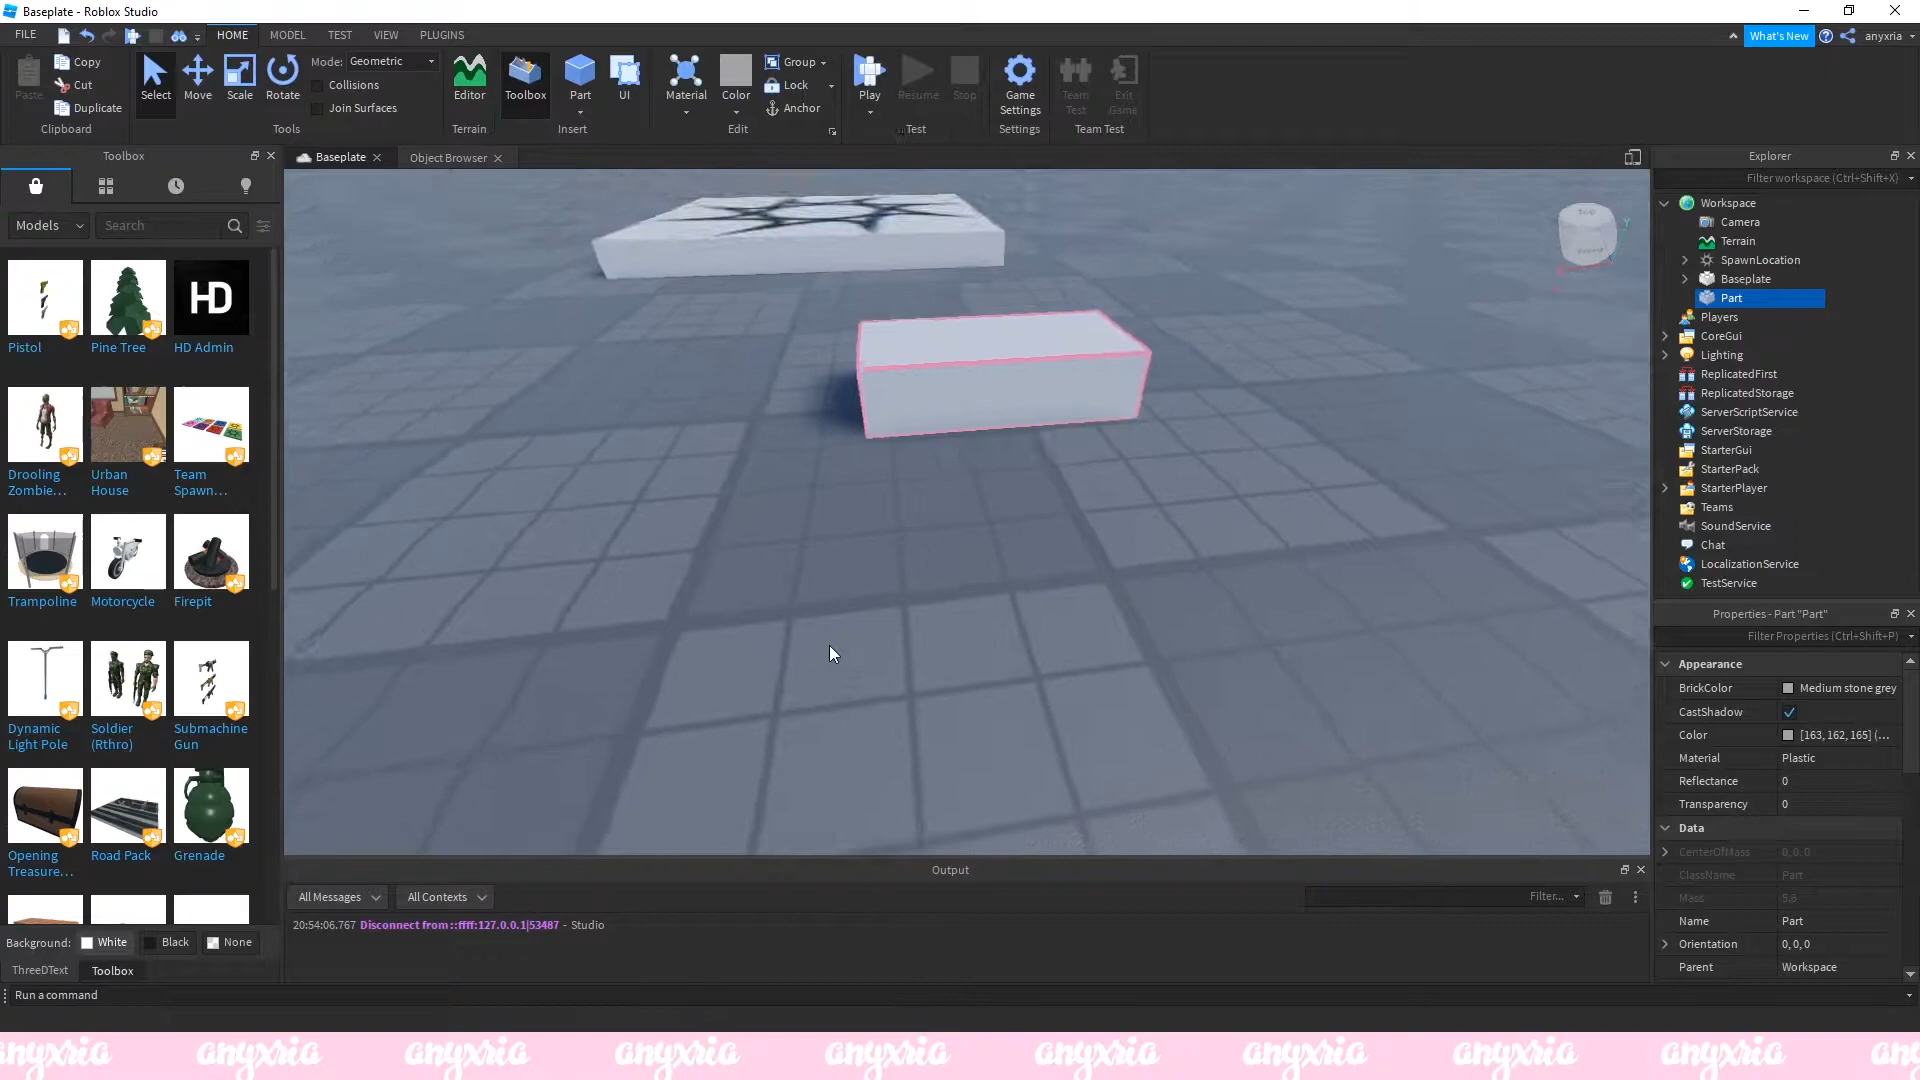 Baseplate - Roblox Studio
FILE HOME MODEL TEST VIEW PLUGINS What's New anyxria
Paste Copy Cut Duplicate Clipboard
Select Move Scale Rotate Mode: Geometric Collisions Join Surfaces Tools
Editor Terrain
Toolbox Part UI Insert
Material Color Group Lock Anchor Edit
Play Resume Stop Test
Game Settings Settings
Team Test Exit Game Team Test
Toolbox
Models Search
Pistol Pine Tree HD Admin
HD
Drooling Zombie... Urban House Team Spawn...
Trampoline Motorcycle Firepit
Dynamic Light Pole Soldier (Rthro) Submachine Gun
Opening Treasure... Road Pack Grenade
Background: White Black None
ThreeDText Toolbox
Baseplate Object Browser
TOP
Y
Output
All Messages All Contexts Filter...
20:54:06.767 Disconnect from ::ffff:127.0.0.1|53487 - Studio
Run a command
Explorer
Filter workspace (Ctrl+Shift+X)
Workspace
Camera
Terrain
SpawnLocation
Baseplate
Part
Players
CoreGui
Lighting
ReplicatedFirst
ReplicatedStorage
ServerScriptService
ServerStorage
StarterGui
StarterPack
StarterPlayer
Teams
SoundService
Chat
LocalizationService
TestService
Properties - Part "Part"
Filter Properties (Ctrl+Shift+P)
Appearance
BrickColor Medium stone grey
CastShadow
Color [163, 162, 165] (...
Material Plastic
Reflectance 0
Transparency 0
Data
CenterOfMass 0, 0, 0
ClassName Part
Mass 5.6
Name Part
Orientation 0, 0, 0
Parent Workspace
anyxria anyxria anyxria anyxria anyxria anyxria anyxria anyxria anyxria an